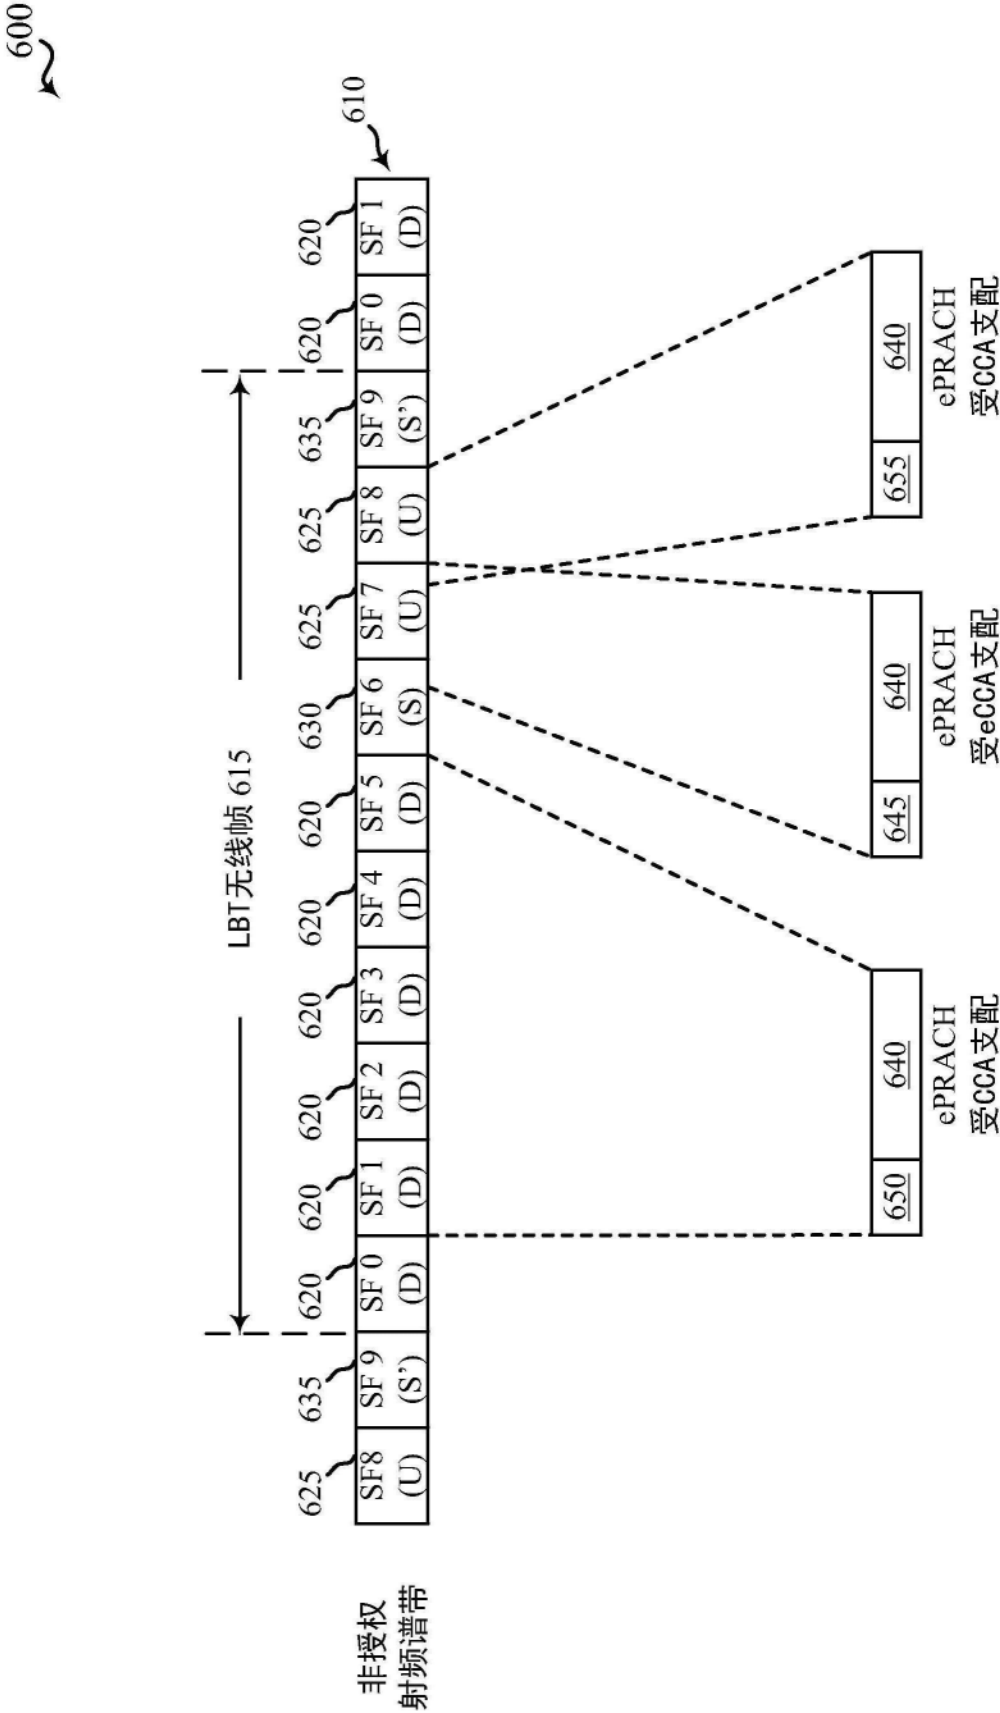 600
610
LBT无线帧 615
625
635
620
620
620
620
620
620
630
625
625
635
620
620
非授权
射频谱带
SF8
(U)
SF 9
(S’)
SF 0
(D)
SF 1
(D)
SF 2
(D)
SF 3
(D)
SF 4
(D)
SF 5
(D)
SF 6
(S)
SF 7
(U)
SF 8
(U)
SF 9
(S’)
SF 0
(D)
SF 1
(D)
650
640
ePRACH
受CCA支配
645
640
ePRACH
受eCCA支配
655
640
ePRACH
受CCA支配